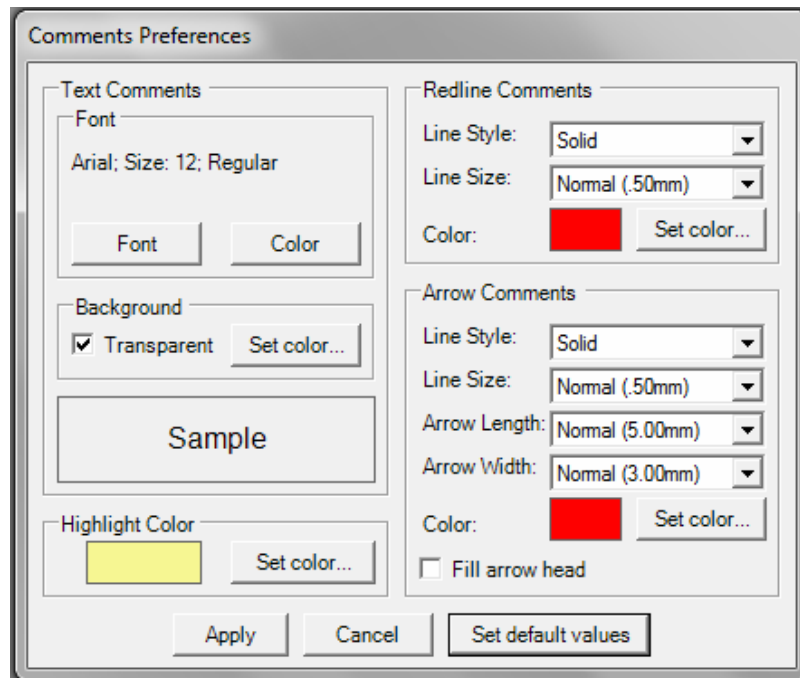 Comments Preferences
Text Comments
Font
Arial; Size: 12; Regular
Font
Color
Background
Transparent
Set color...
Sample
Highlight Color
Set color...
Redline Comments
Line Style:
Solid
Line Size:
Normal (.50mm)
Color:
Set color...
Arrow Comments
Line Style:
Solid
Line Size:
Normal (.50mm)
Arrow Length:
Normal (5.00mm)
Arrow Width:
Normal (3.00mm)
Color:
Set color...
Fill arrow head
Apply
Cancel
Set default values